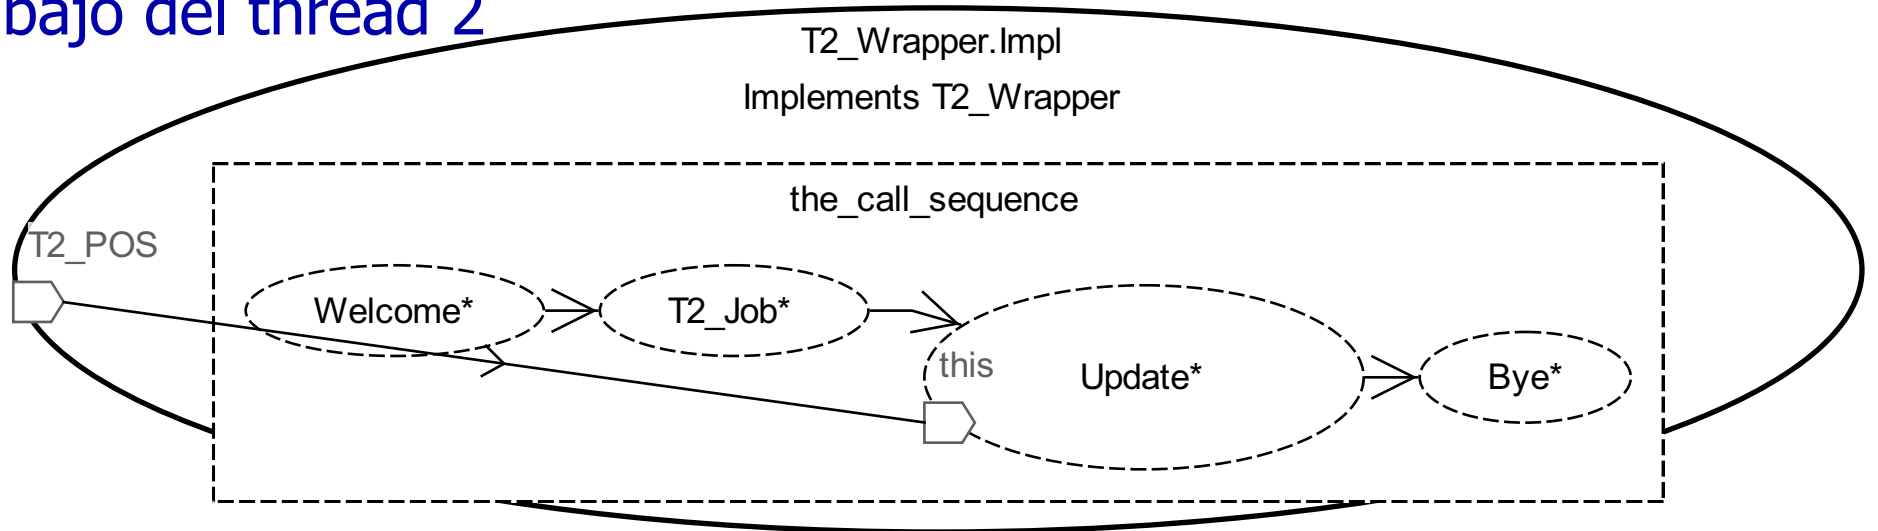 bajo del thread 2
T2_Wrapper.Impl
Implements T2_Wrapper
the_call_sequence
T2_POS
Welcome*
T2_Job*
this
Update*
Bye*